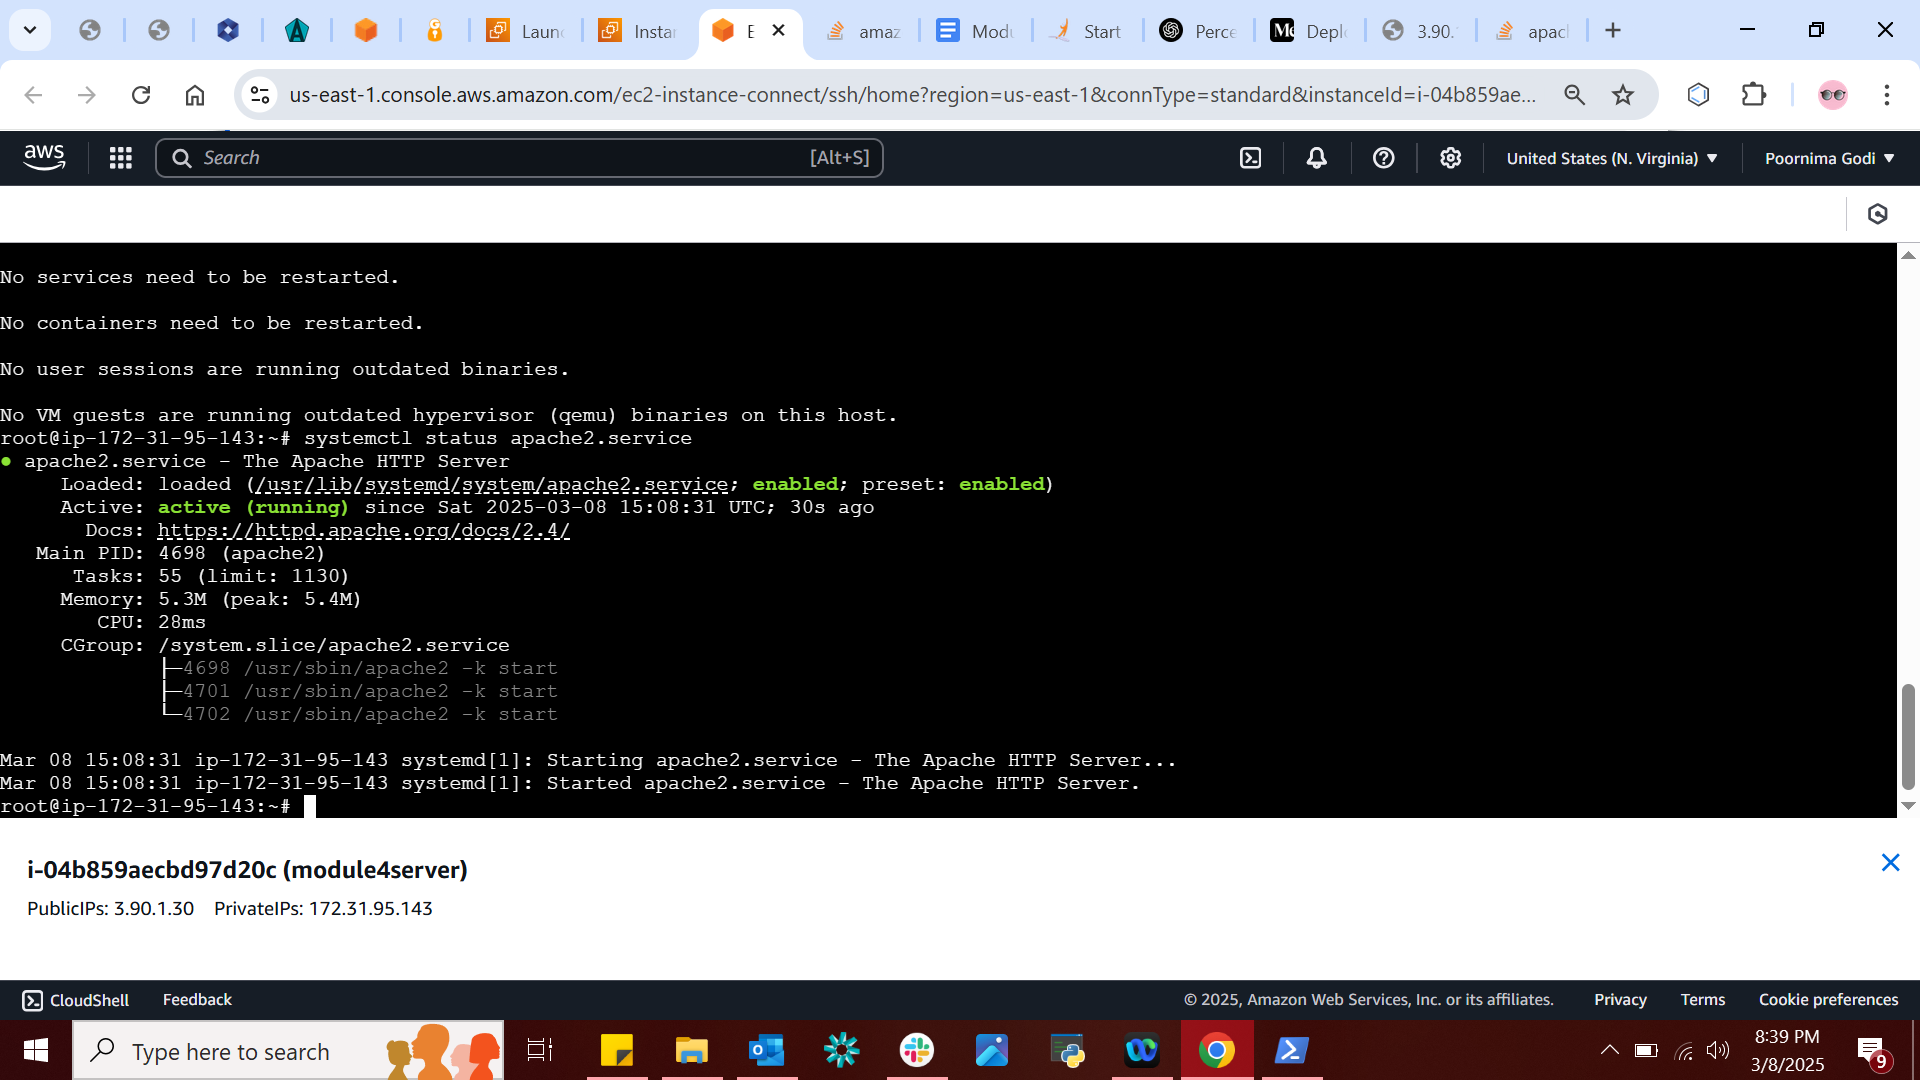 Laun
Instar
E
amaz
Modu
Start
Perce
Depl
3.90.
apacl
us-east-1.console.aws.amazon.com/ec2-instance-connect/ssh/home?region=us-east-1&connType=standard&instanceId=i-04b859ae...
aws
Search
[Alt+S]
United States (N. Virginia)
Poornima Godi
No services need to be restarted.
No containers need to be restarted.
No user sessions are running outdated binaries.
No VM guests are running outdated hypervisor (qemu) binaries on this host.
root@ip-172-31-95-143:~# systemctl status apache2.service
● apache2.service - The Apache HTTP Server
Loaded: loaded (/usr/lib/systemd/system/apache2.service; enabled; preset: enabled)
Active: active (running) since Sat 2025-03-08 15:08:31 UTC; 30s ago
Docs: https://httpd.apache.org/docs/2.4/
Main PID: 4698 (apache2)
Tasks: 55 (limit: 1130)
Memory: 5.3M (peak: 5.4M)
CPU: 28ms
CGroup: /system.slice/apache2.service
├─4698 /usr/sbin/apache2 -k start
├─4701 /usr/sbin/apache2 -k start
└─4702 /usr/sbin/apache2 -k start
Mar 08 15:08:31 ip-172-31-95-143 systemd[1]: Starting apache2.service - The Apache HTTP Server...
Mar 08 15:08:31 ip-172-31-95-143 systemd[1]: Started apache2.service - The Apache HTTP Server.
root@ip-172-31-95-143:~#
i-04b859aecbd97d20c (module4server)
PublicIPs: 3.90.1.30 PrivateIPs: 172.31.95.143
CloudShell
Feedback
© 2025, Amazon Web Services, Inc. or its affiliates.
Privacy
Terms
Cookie preferences
Type here to search
8:39 PM
3/8/2025
9